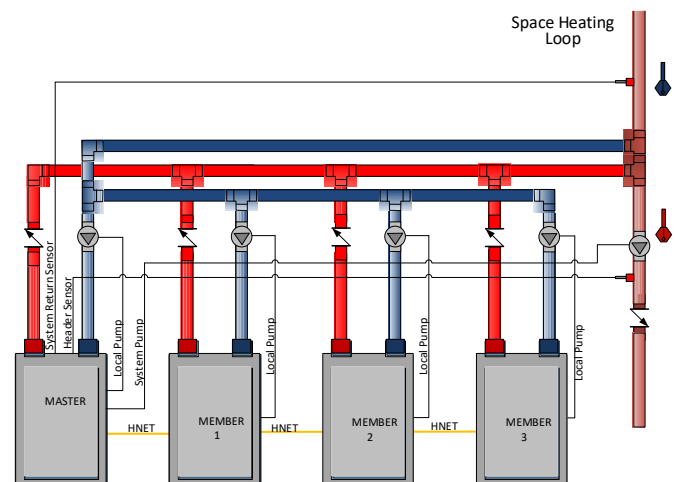 Space Heating
Loop
System Return Sensor
Header Sensor
Local Pump
System Pump
Local Pump
Local Pump
Local Pump
MASTER
HNET
MEMBER
1
HNET
MEMBER
2
HNET
MEMBER
3